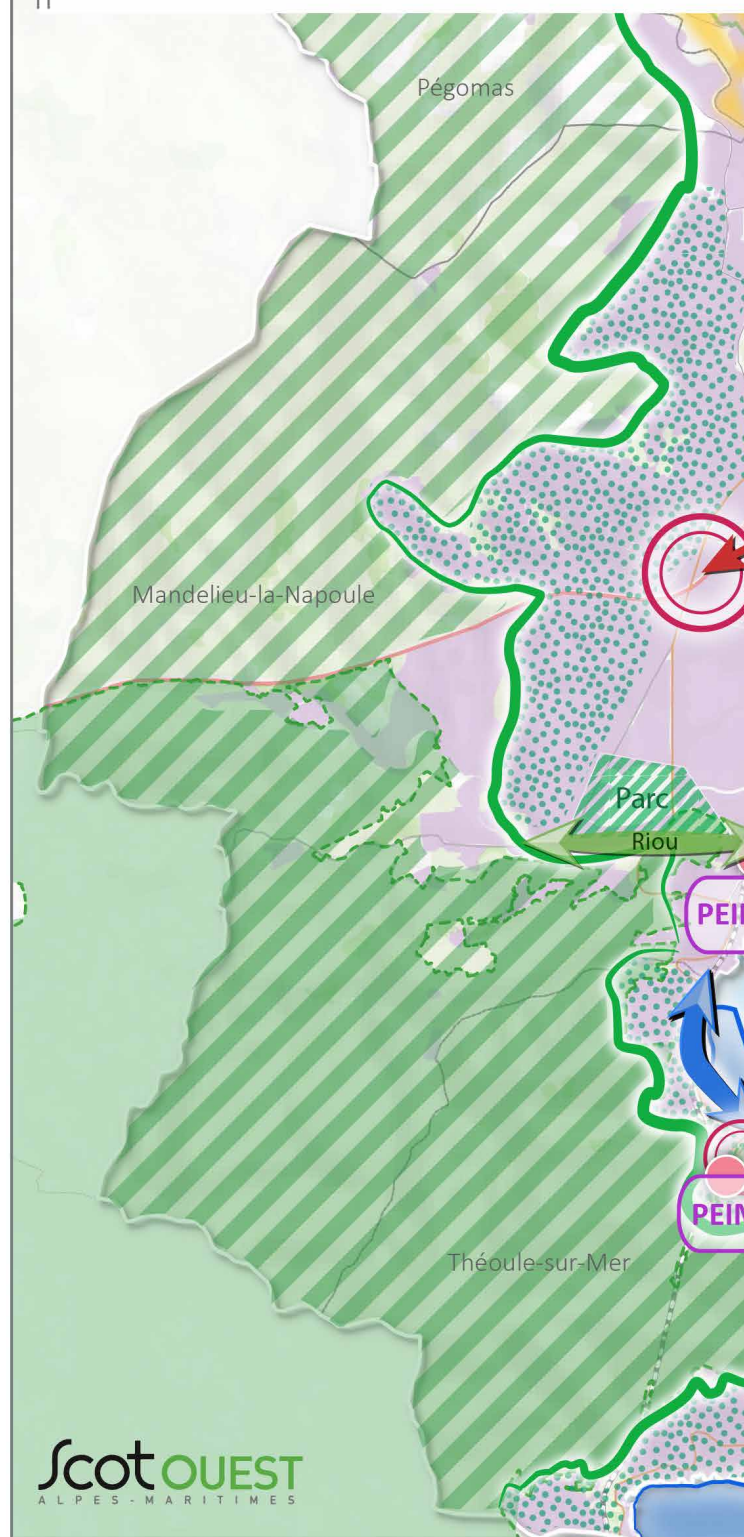 Pégomas
Mandelieu-la-Napoule
Parc
Riou
Théoule-sur-Mer
Scot OUEST
ALPES-MARITIMES